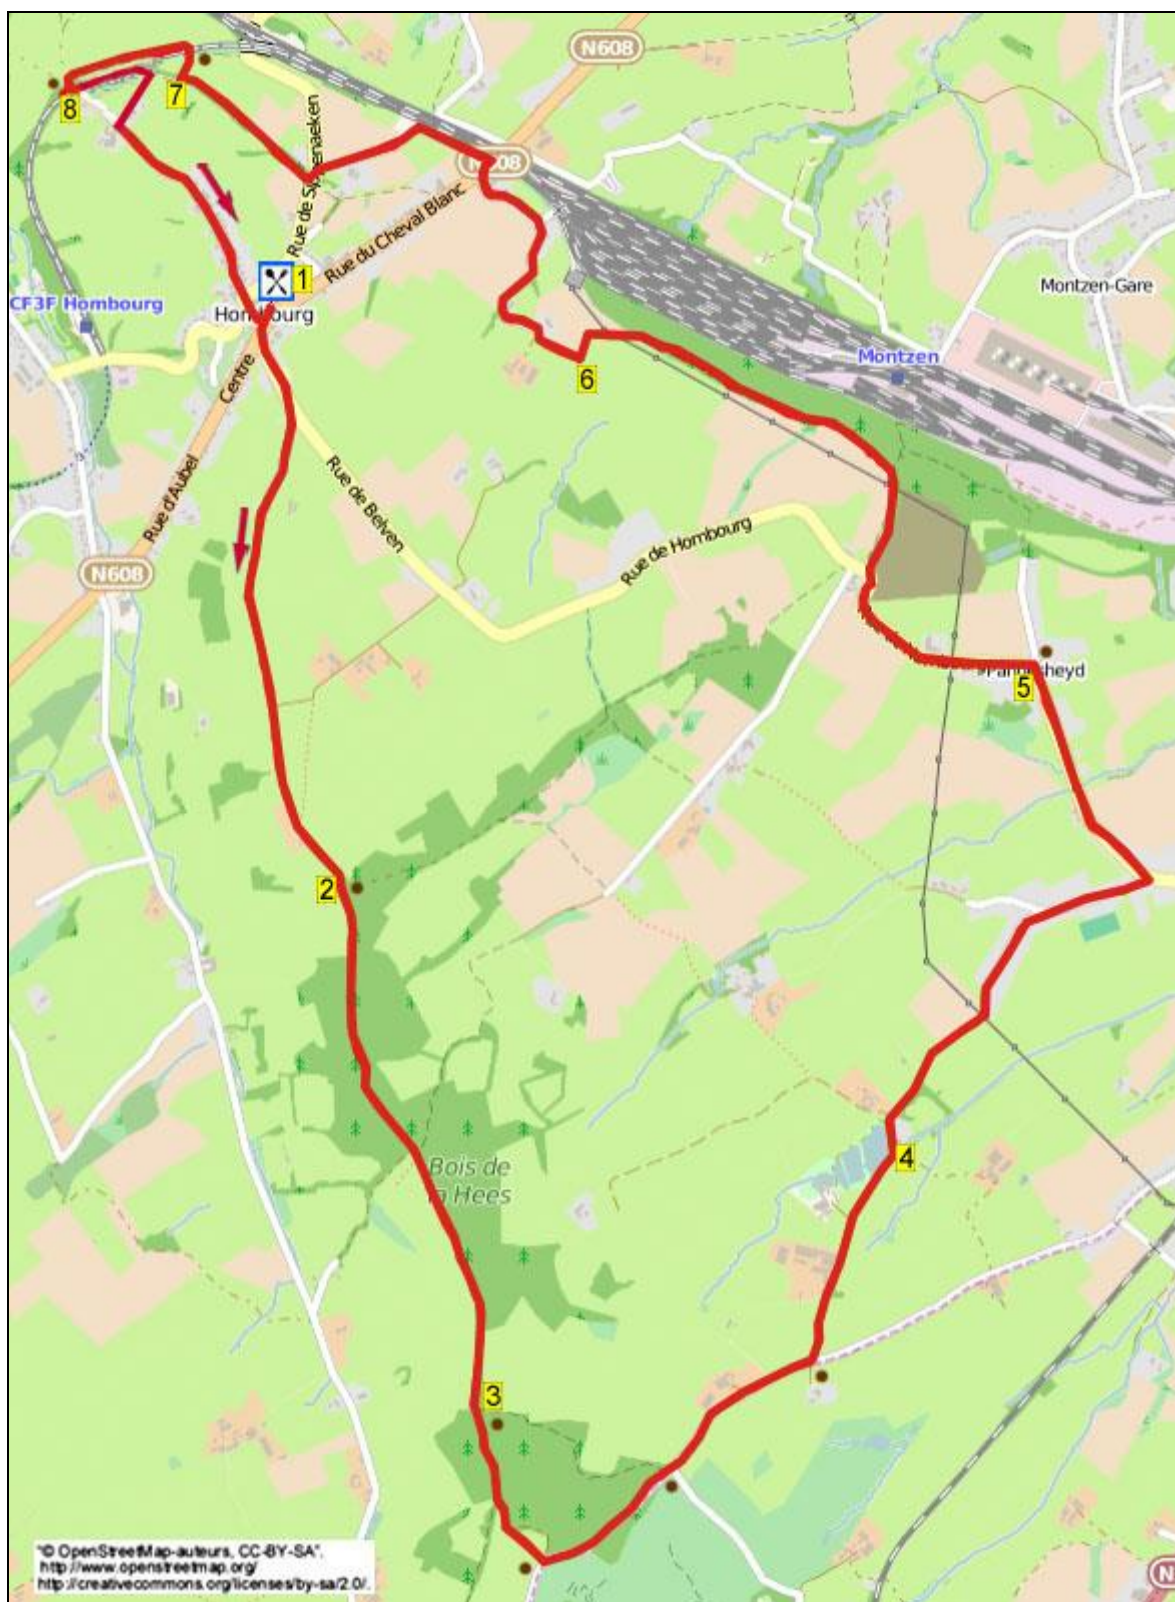 N608
8
7
Rue de
N608
1
Rue du Cheval Blanc
Montzen-Gare
CF3F Hombourg
Hombourg
Montzen
Centre
6
Rue d'Aubel
Rue de Belven
Rue de Hombourg
N608
5
2
4
Bois de
la Hees
3
"© OpenStreetMap-auteurs, CC-BY-SA",
http://www.openstreetmap.org/
http://creativecommons.org/licenses/by-sa/2.0/.
N